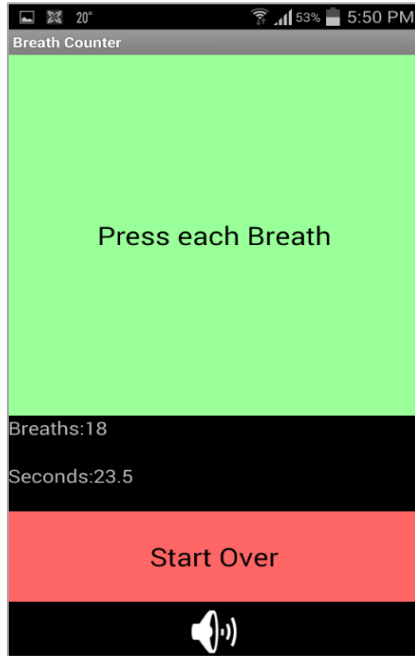 20° 53% 5:50 PM
Breath Counter
Press each Breath
Breaths:18
Seconds:23.5
Start Over